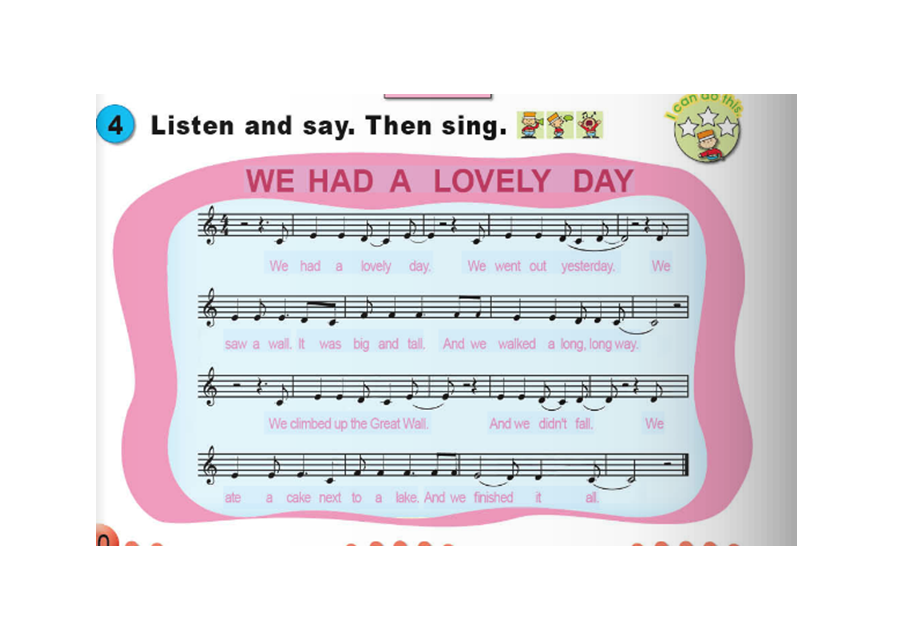 4 Listen and say. Then sing.
I can do this.
WE HAD A LOVELY DAY
We had a lovely day. We went out yesterday. We
saw a wall. It was big and tall. And we walked a long, long way.
We climbed up the Great Wall. And we didn't fall. We
ate a cake next to a lake. And we finished it all.